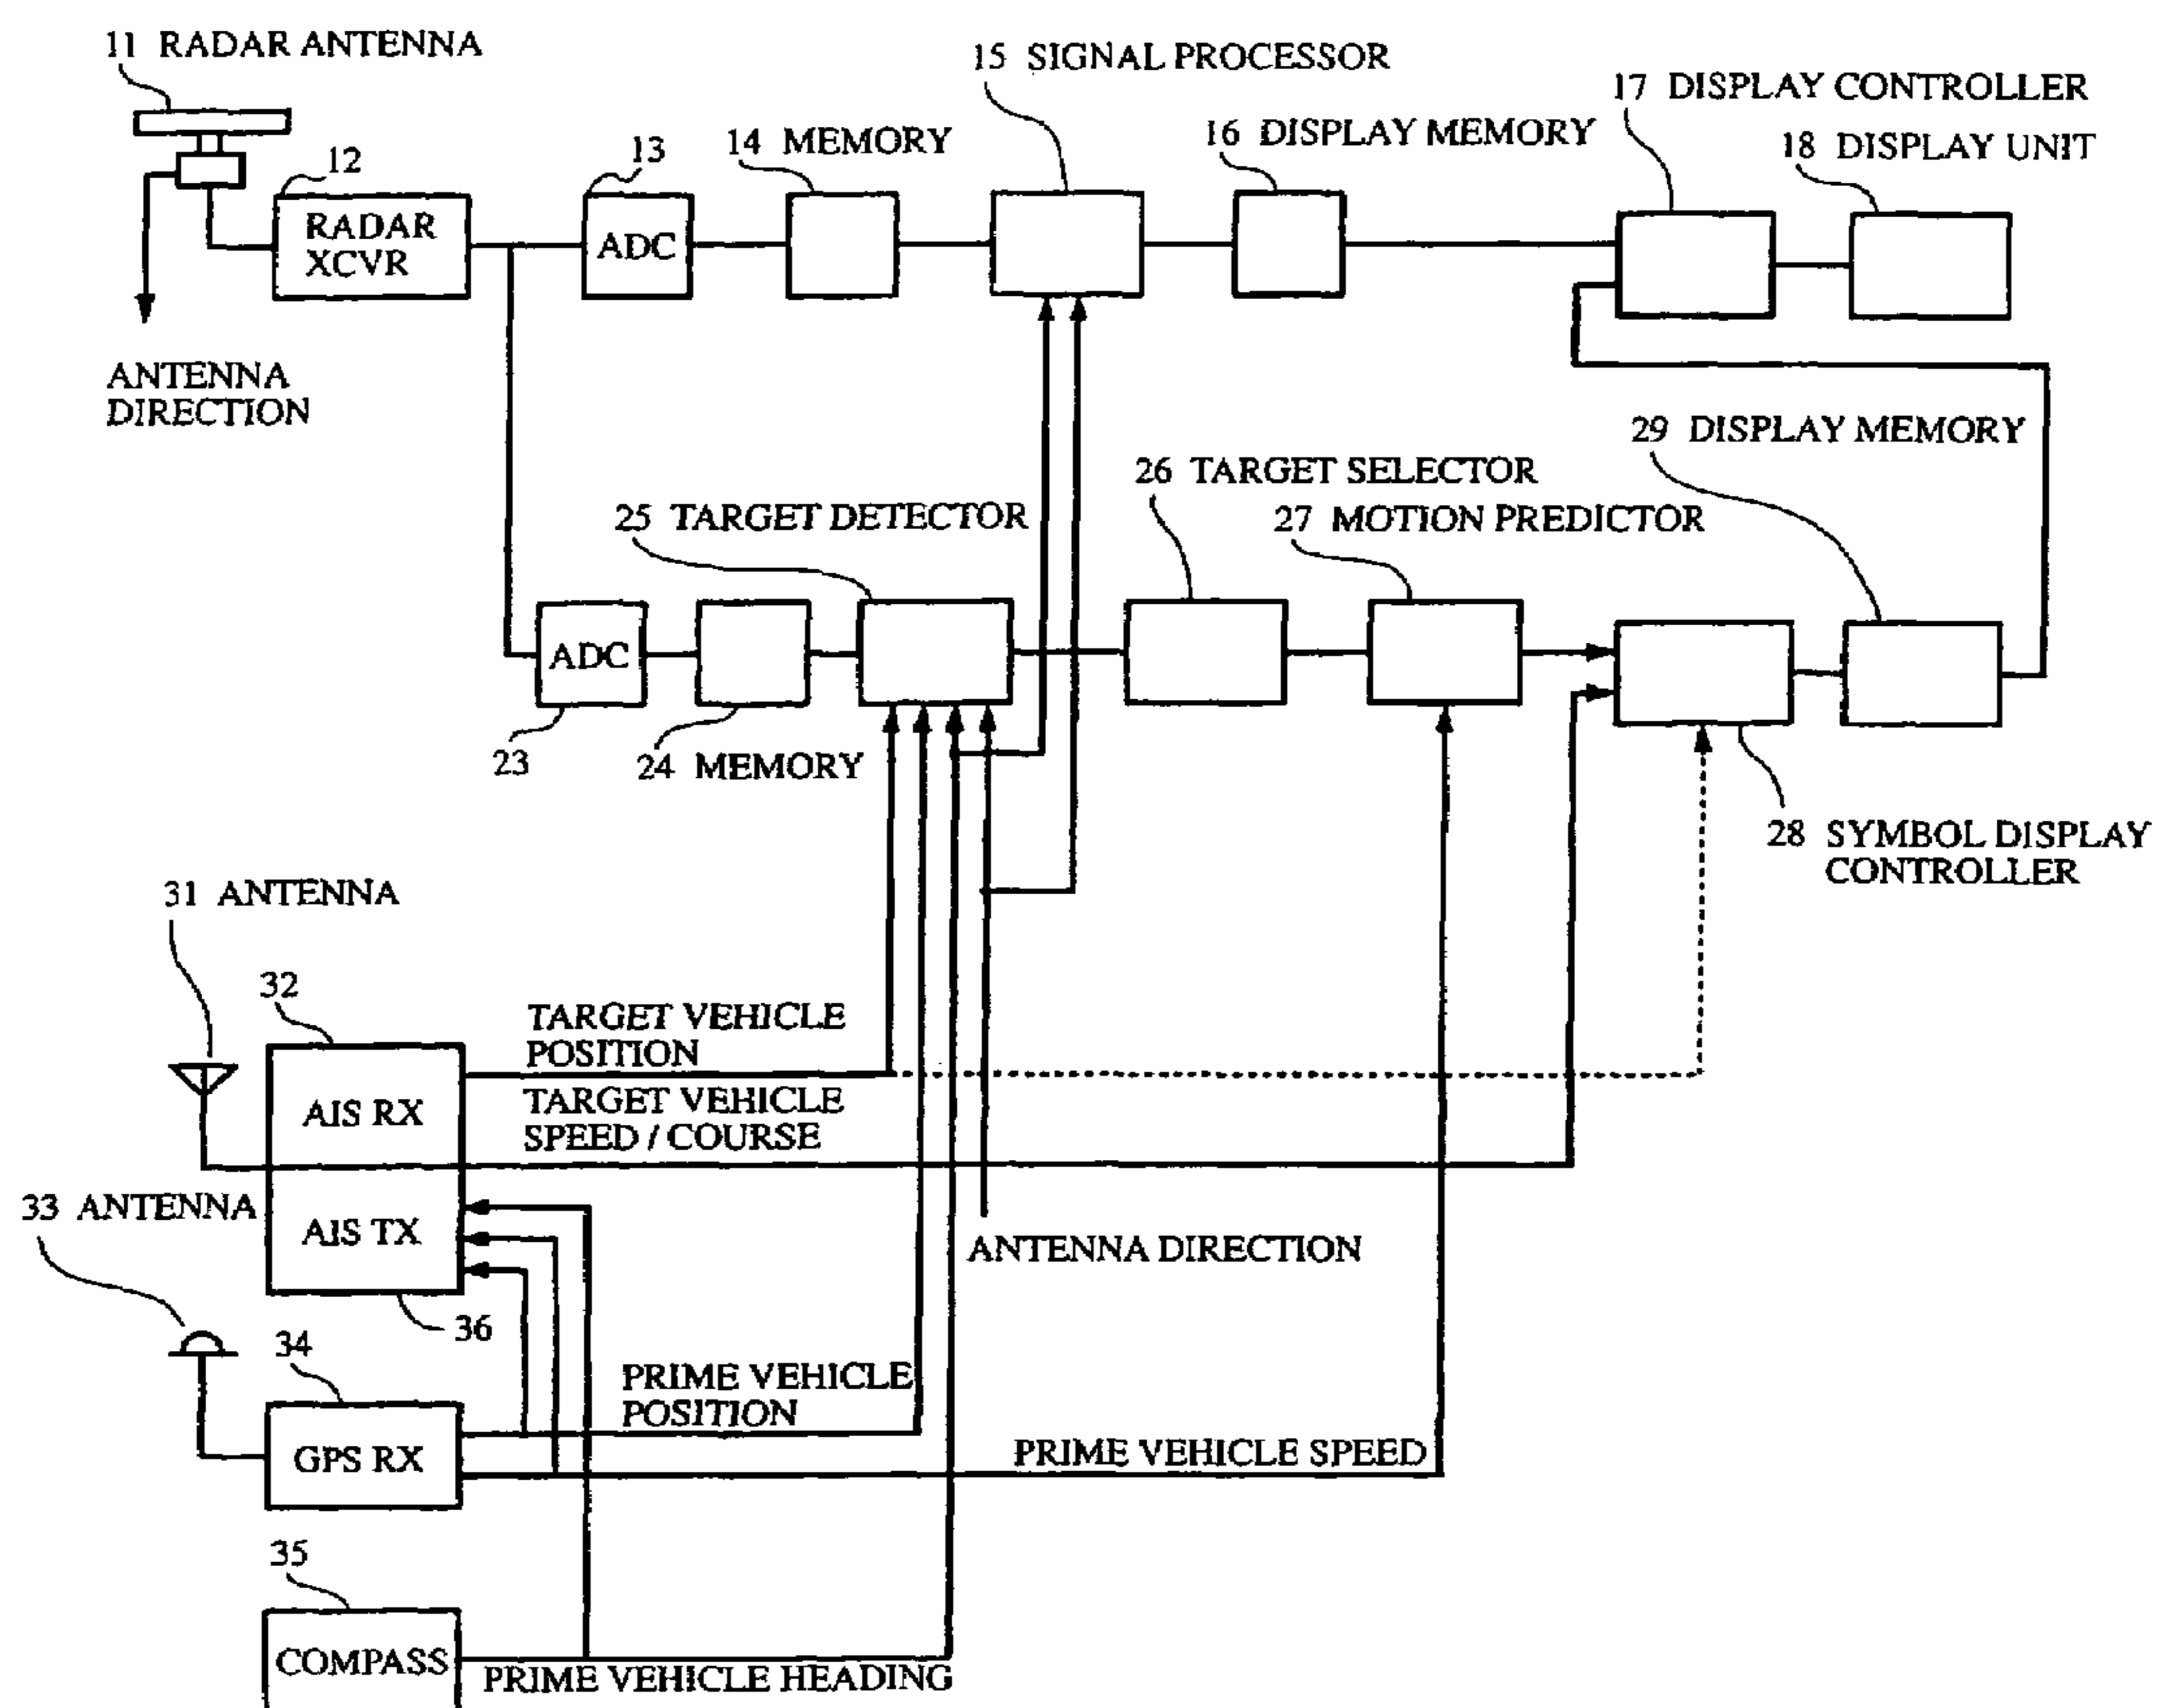 11 RADAR ANTENNA
15 SIGNAL PROCESSOR
17 DISPLAY CONTROLLER
16 DISPLAY MEMORY
18 DISPLAY UNIT
14 MEMORY
13
12
RADAR
XCVR
ADC
ANTENNA
DIRECTION
29 DISPLAY MEMORY
26 TARGET SELECTOR
25 TARGET DETECTOR
27 MOTION PREDICTOR
ADC
23
24 MEMORY
28 SYMBOL DISPLAY
CONTROLLER
31 ANTENNA
32
TARGET VEHICLE
POSITION
AIS RX
TARGET VEHICLE
SPEED / COURSE
33 ANTENNA
AIS TX
ANTENNA DIRECTION
36
34
PRIME VEHICLE
POSITION
GPS RX
PRIME VEHICLE SPEED
35
COMPASS
PRIME VEHICLE HEADING